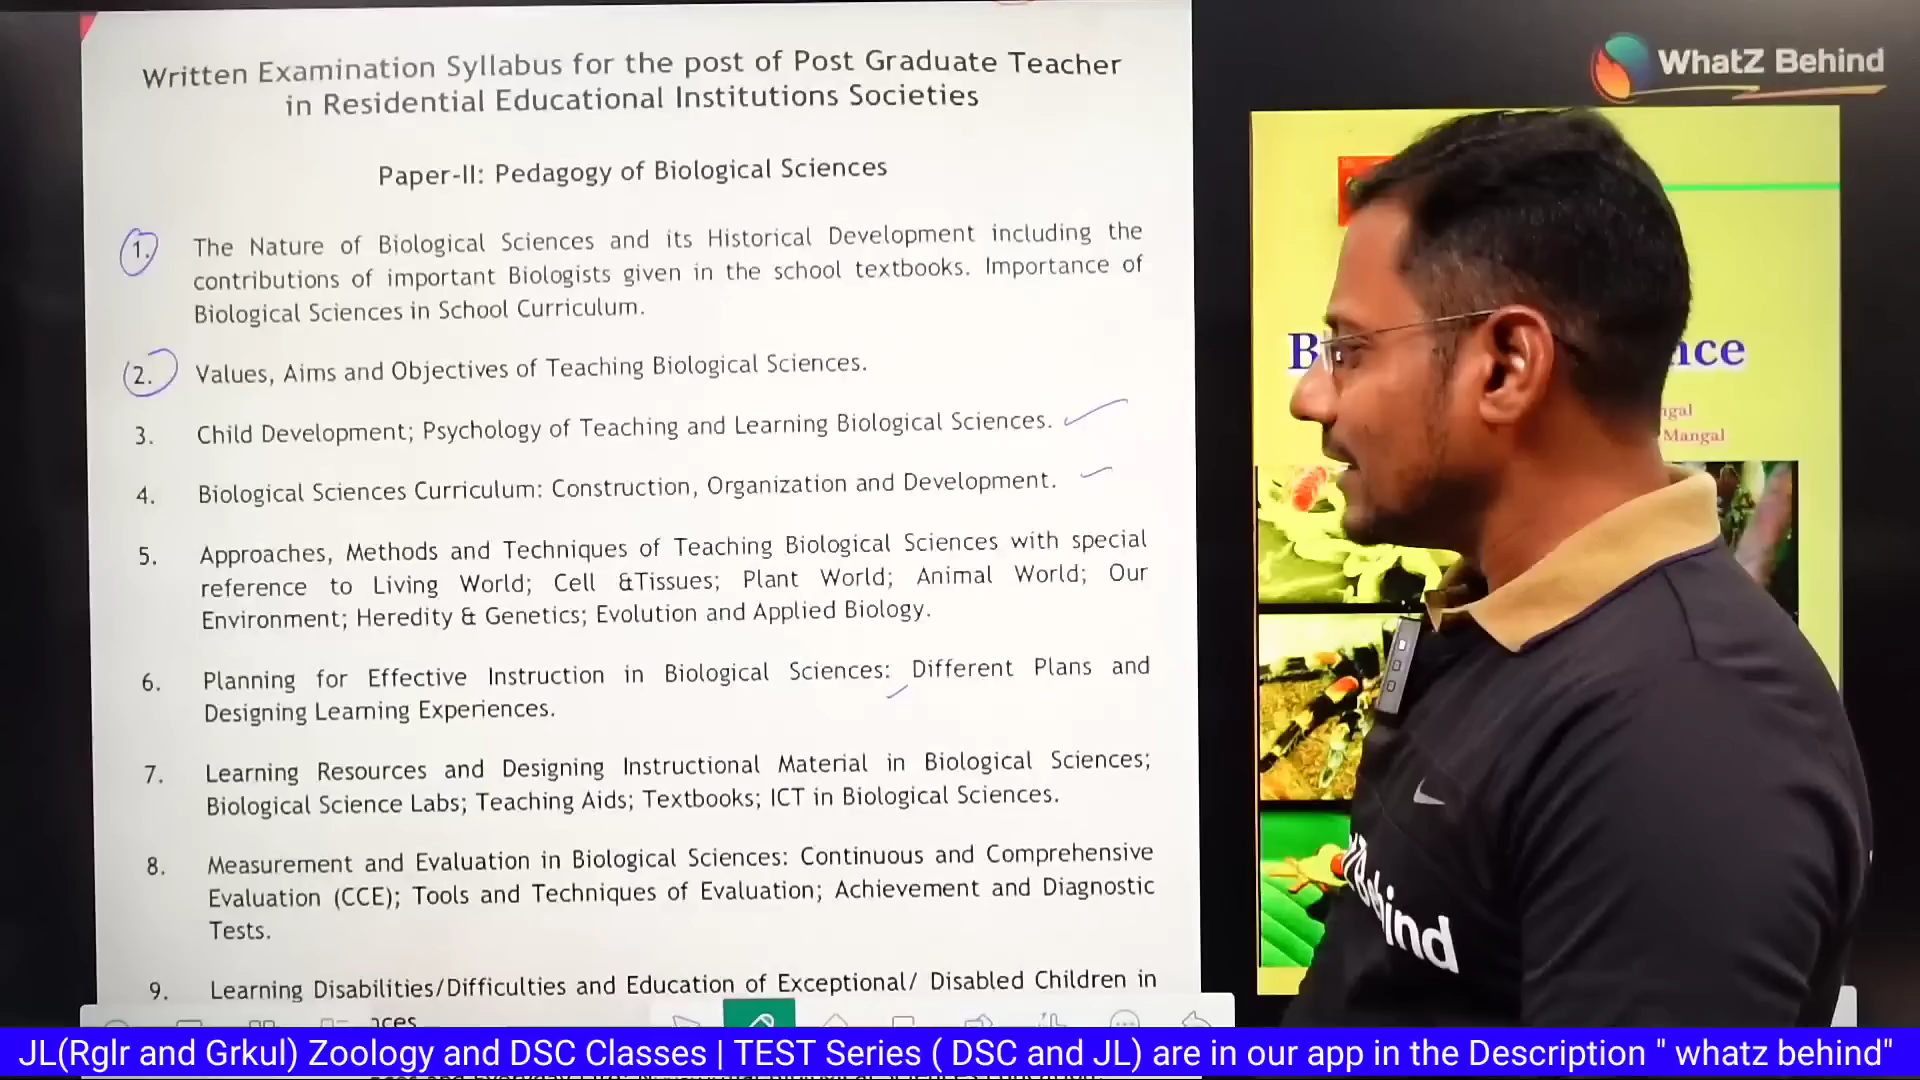 Written Examination Syllabus for the post of Post Graduate Teacher
in Residential Educational Institutions Societies
Paper-II: Pedagogy of Biological Sciences
1. The Nature of Biological Sciences and its Historical Development including the
contributions of important Biologists given in the school textbooks. Importance of
Biological Sciences in School Curriculum.
2. Values, Aims and Objectives of Teaching Biological Sciences.
3. Child Development; Psychology of Teaching and Learning Biological Sciences.
4. Biological Sciences Curriculum: Construction, Organization and Development.
5. Approaches, Methods and Techniques of Teaching Biological Sciences with special
reference to Living World; Cell &Tissues; Plant World; Animal World; Our
Environment; Heredity & Genetics; Evolution and Applied Biology.
6. Planning for Effective Instruction in Biological Sciences: Different Plans and
Designing Learning Experiences.
7. Learning Resources and Designing Instructional Material in Biological Sciences;
Biological Science Labs; Teaching Aids; Textbooks; ICT in Biological Sciences.
8. Measurement and Evaluation in Biological Sciences: Continuous and Comprehensive
Evaluation (CCE); Tools and Techniques of Evaluation; Achievement and Diagnostic
Tests.
9. Learning Disabilities/Difficulties and Education of Exceptional/ Disabled Children in
WhatZ Behind
Mangal
Behind
JL(Rglr and Grkul) Zoology and DSC Classes | TEST Series ( DSC and JL) are in our app in the Description " whatz behind"